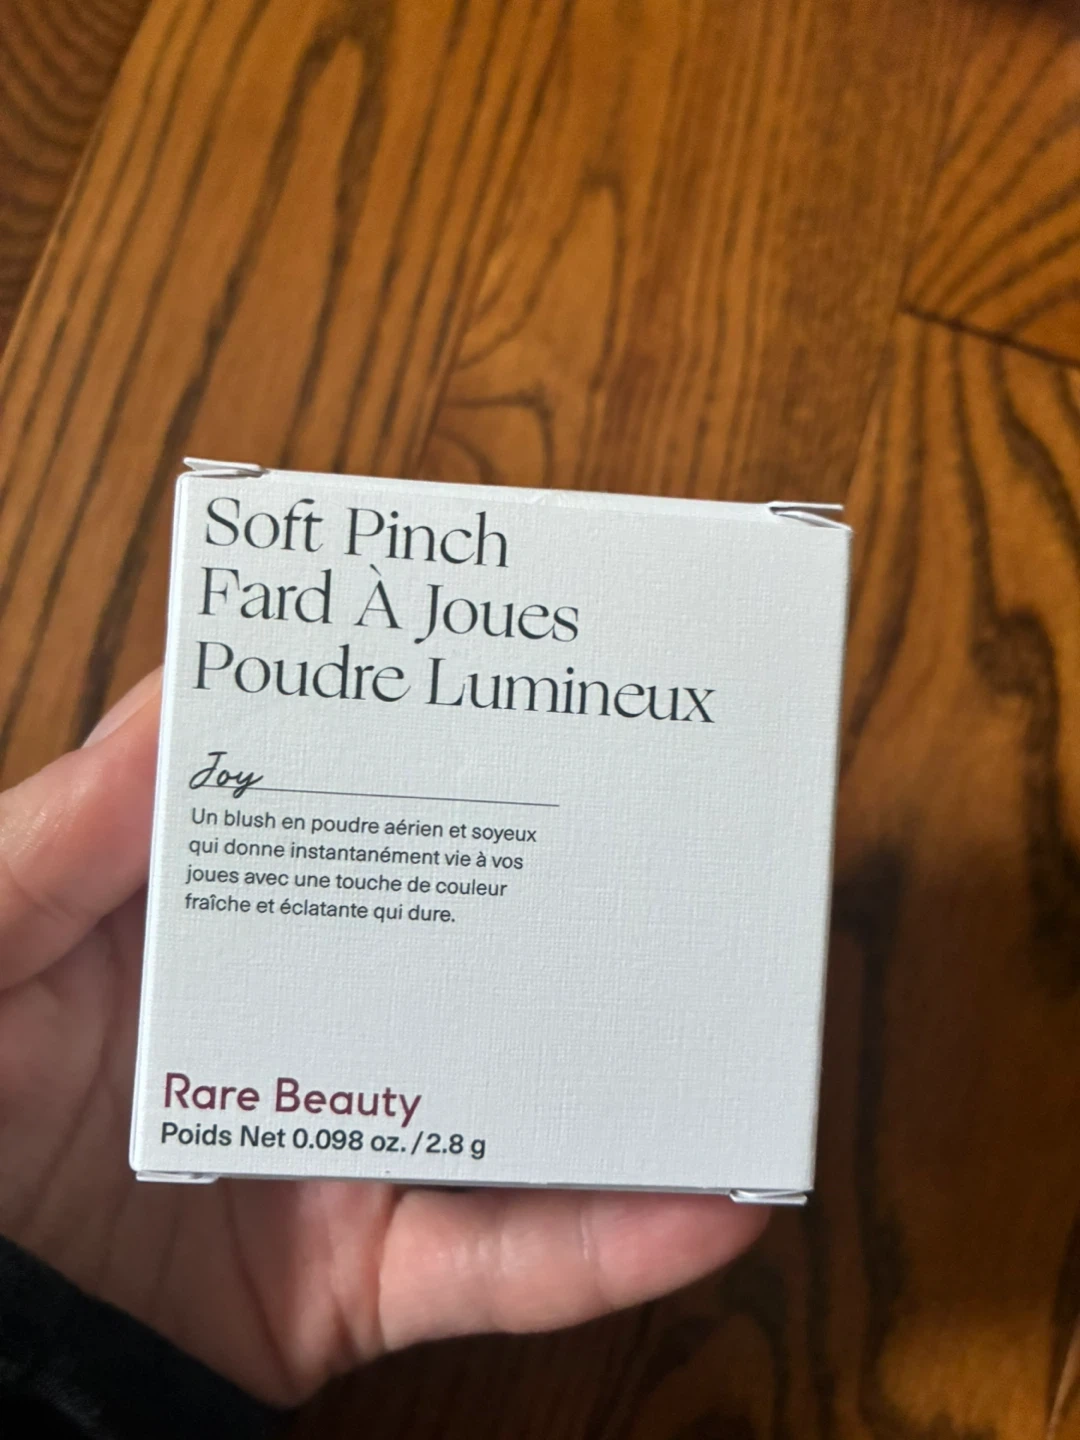 Soft Pinch
Fard À Joues
Poudre Lumineux
Joy
Un blush en poudre aérien et soyeux
qui donne instantanément vie à vos
joues avec une touche de couleur
fraîche et éclatante qui dure.
Rare Beauty
Poids Net 0.098 oz./2.8 g